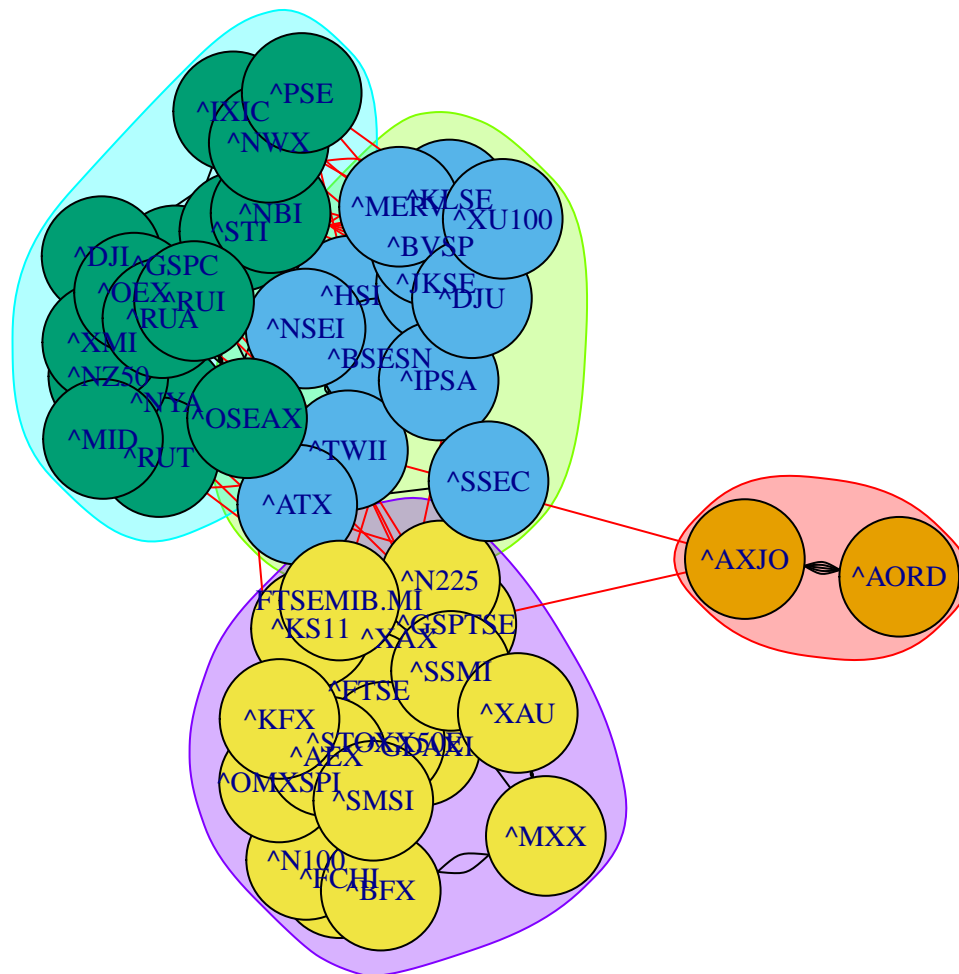 ^PSE
^IXIC
^NWX
^KLSE
^MERV
^NBI
^XU100
^STI
^BVSP
^DJI
^GSPC
^JKSE
^OEX
^HSI
^DJU
^RUI
^RUA
^NSEI
^XMI
^BSESN
^NZ50
^IPSA
^NYA
^OSEAX
^MID
^TWII
^RUT
^SSEC
^ATX
^AXJO
^AORD
^N225
FTSEMIB.MI
^GSPTSE
^KS11
^XAX
^SSMI
^FTSE
^XAU
^KFX
^STOXX50E
^GDAXI
^AEX
^OMXSPI
^SMSI
^MXX
^N100
^FCHI
^BFX